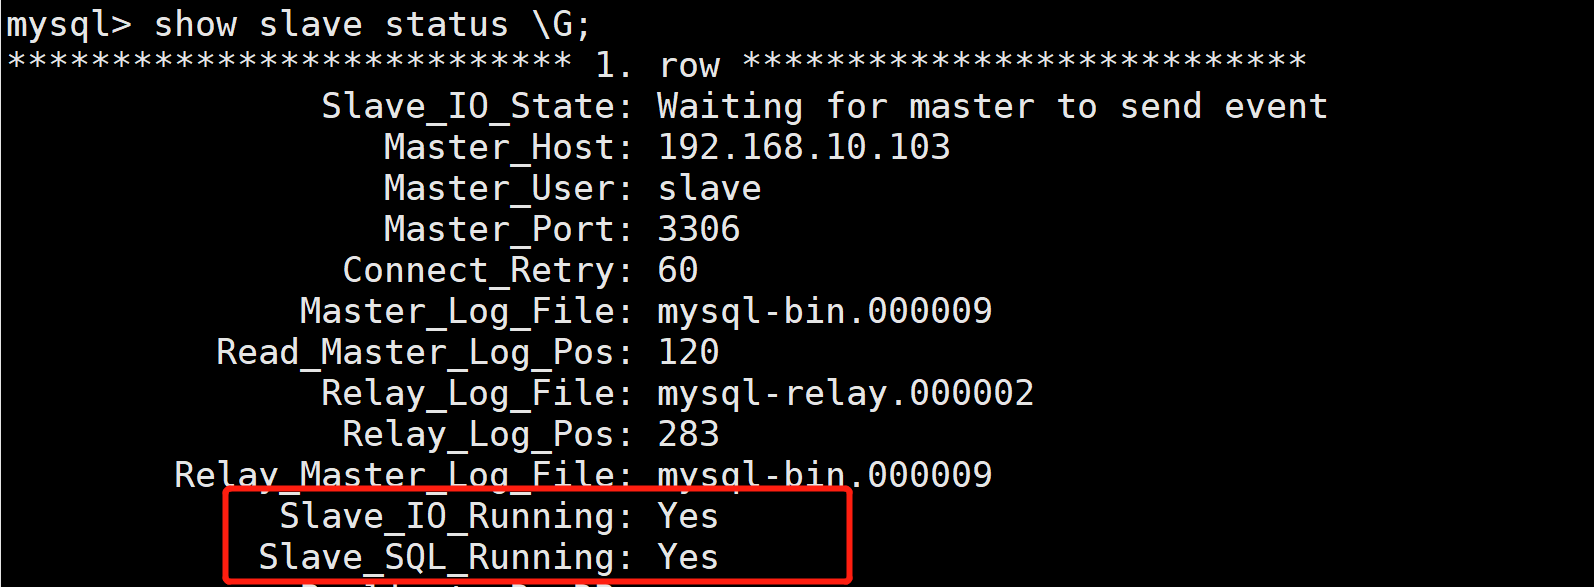 mysql> show slave status \G;
*************************** 1. row ***************************
Slave_IO_State: Waiting for master to send event
Master_Host: 192.168.10.103
Master_User: slave
Master_Port: 3306
Connect_Retry: 60
Master_Log_File: mysql-bin.000009
Read_Master_Log_Pos: 120
Relay_Log_File: mysql-relay.000002
Relay_Log_Pos: 283
Relay_Master_Log_File: mysql-bin.000009
Slave_IO_Running: Yes
Slave_SQL_Running: Yes